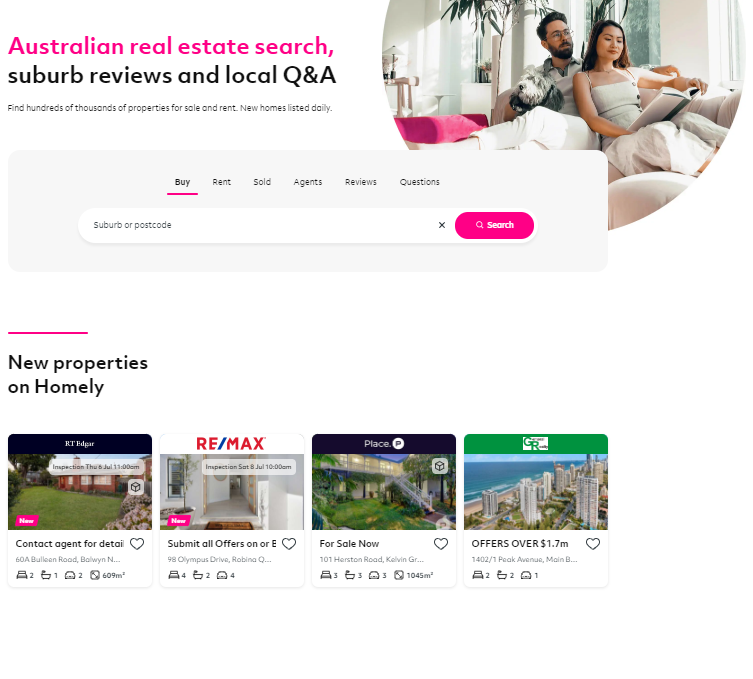 Australian real estate search,
suburb reviews and local Q&A
Find hundreds of thousands of properties for sale and rent. New homes listed daily.
Buy Rent Sold Agents Reviews Questions
Suburb or postcode
Search
New properties
on Homely
RT Edgar
Inspection Thu 6 Jul 11:00am
New
Contact agent for detail
60A Bulleen Road, Balwyn N...
2 1 2 609m²
RE/MAX
Inspection Sat 8 Jul 10:00am
New
Submit all Offers on or B
98 Olympus Drive, Robina Q...
4 2 4
Place. P
For Sale Now
101 Herston Road, Kelvin Gr...
3 3 3 1045m²
GR
OFFERS OVER $1.7m
1402/1 Peak Avenue, Main B...
2 2 1